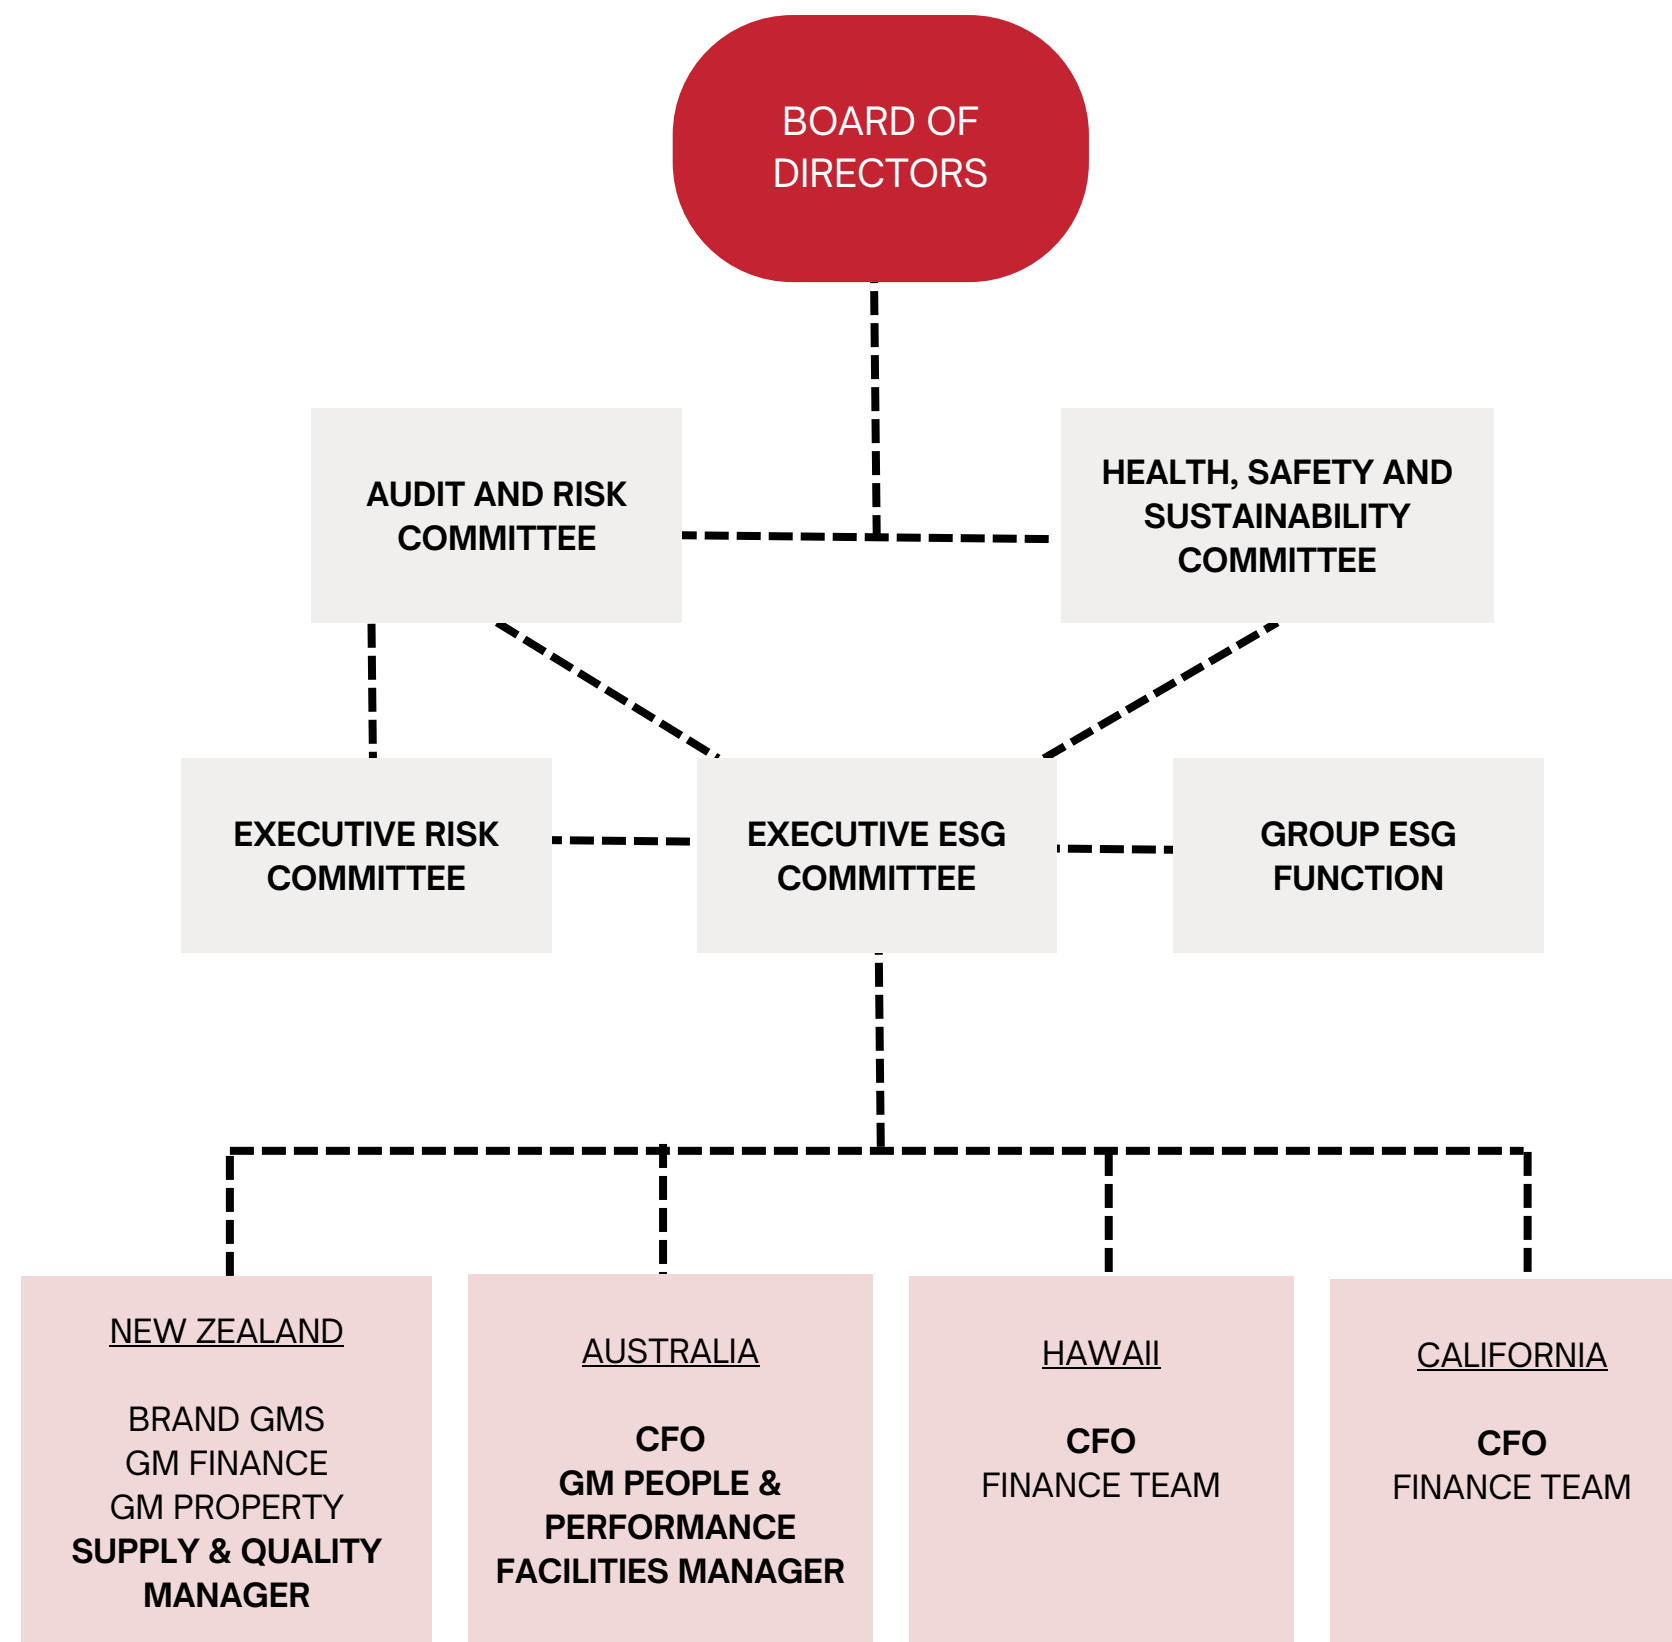 BOARD OF
DIRECTORS
AUDIT AND RISK
COMMITTEE
HEALTH, SAFETY AND
SUSTAINABILITY
COMMITTEE
EXECUTIVE RISK
COMMITTEE
EXECUTIVE ESG
COMMITTEE
GROUP ESG
FUNCTION
NEW ZEALAND
BRAND GMS
GM FINANCE
GM PROPERTY
SUPPLY & QUALITY
MANAGER
AUSTRALIA
CFO
GM PEOPLE &
PERFORMANCE
FACILITIES MANAGER
HAWAII
CFO
FINANCE TEAM
CALIFORNIA
CFO
FINANCE TEAM